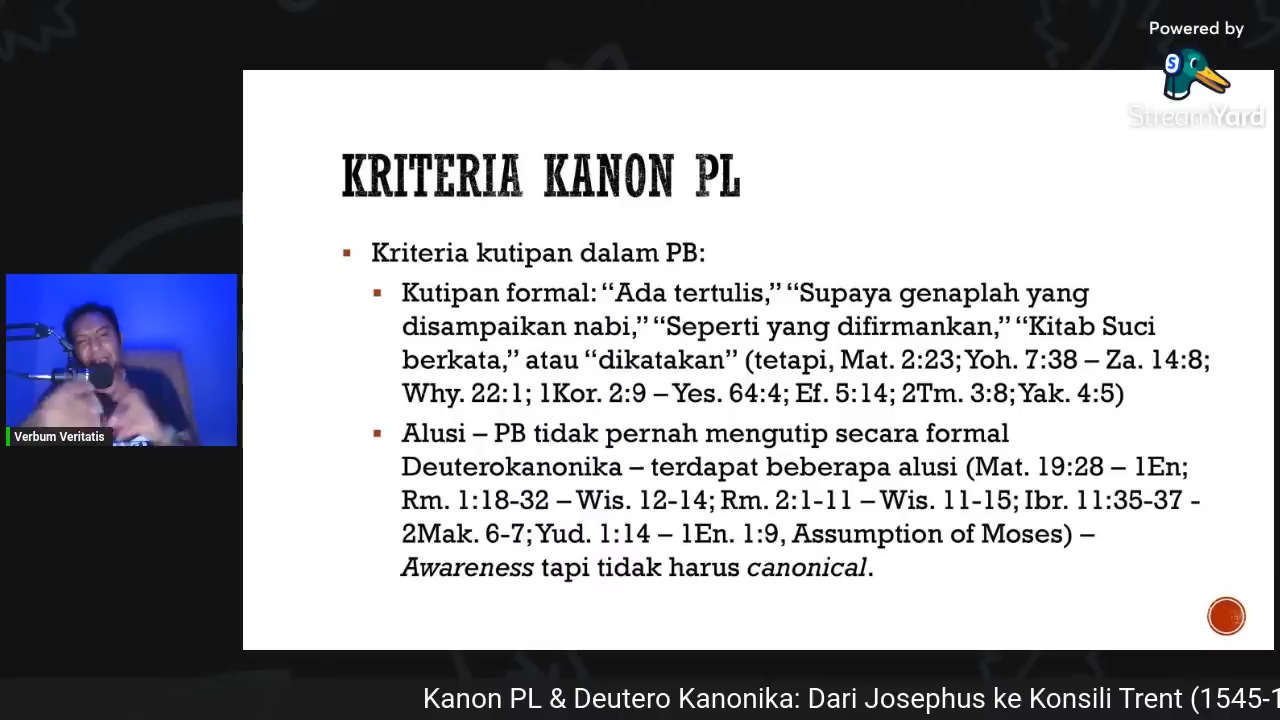 Powered by
StreamYard
KRITERIA KANON PL
Kriteria kutipan dalam PB:
Kutipan formal: “Ada tertulis,” “Supaya genaplah yang
disampaikan nabi,” “Seperti yang difirmankan,” “Kitab Suci
berkata,” atau “dikatakan” (tetapi, Mat. 2:23; Yoh. 7:38 – Za. 14:8;
Why. 22:1; 1Kor. 2:9 – Yes. 64:4; Ef. 5:14; 2Tm. 3:8; Yak. 4:5)
Alusi – PB tidak pernah mengutip secara formal
Deuterokanonika – terdapat beberapa alusi (Mat. 19:28 – 1En;
Rm. 1:18-32 – Wis. 12-14; Rm. 2:1-11 – Wis. 11-15; Ibr. 11:35-37 -
2Mak. 6-7; Yud. 1:14 – 1En. 1:9, Assumption of Moses) –
Awareness tapi tidak harus canonical.
Verbum Veritatis
Kanon PL & Deutero Kanonika: Dari Josephus ke Konsili Trent (1545-1